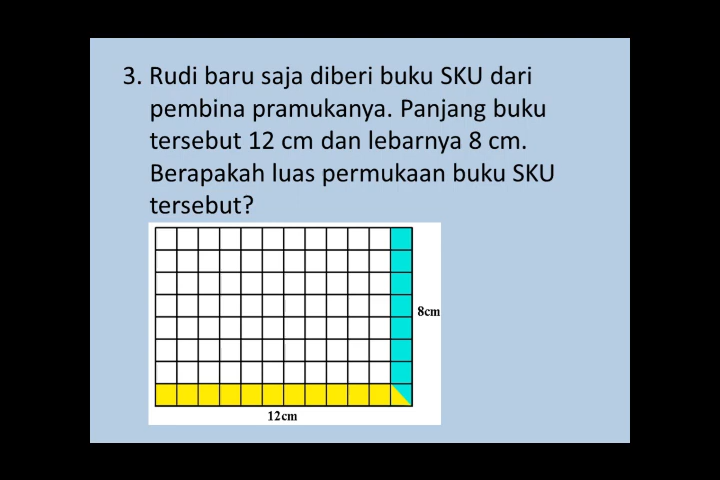 3. Rudi baru saja diberi buku SKU dari
pembina pramukanya. Panjang buku
tersebut 12 cm dan lebarnya 8 cm.
Berapakah luas permukaan buku SKU
tersebut?
8cm
12cm